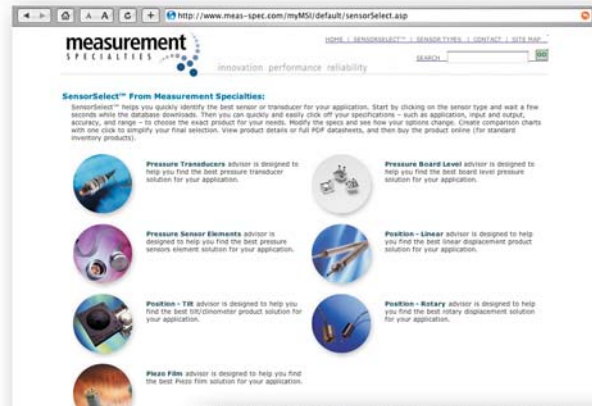 A A
+
http://www.meas-spec.com/myMSI/default/sensorSelect.asp
measurement
SPECIALTIES
HOME | SENSORSELECT™ | SENSOR TYPES | CONTACT | SITE MAP
SEARCH GO
innovation performance reliability
SensorSelect™ From Measurement Specialties:
SensorSelect™ helps you quickly identify the best sensor or transducer for your application. Start by clicking on the sensor type and wait a few
seconds while the database downloads. Then you can quickly and easily click off your specifications – such as application, input and output,
accuracy, and range – to choose the exact product for your needs. Modify the specs and see how your options change. Create comparison charts
with one click to simplify your final selection. View product details or full PDF datasheets, and then buy the product online (for standard
inventory products).
Pressure Transducers advisor is designed to
help you find the best pressure transducer
solution for your application.
Pressure Board Level advisor is designed to
help you find the best board level pressure
solution for your application.
Pressure Sensor Elements advisor is
designed to help you find the best pressure
sensors element solution for your application.
Position - Linear advisor is designed to help
you find the best linear displacement product
solution for your application.
Position - Tilt advisor is designed to help you
find the best tilt/clinometer product solution for
your application.
Position - Rotary advisor is designed to help
you find the best rotary displacement solution
for your application.
Piezo Film advisor is designed to help you find
the best Piezo film solution for your application.